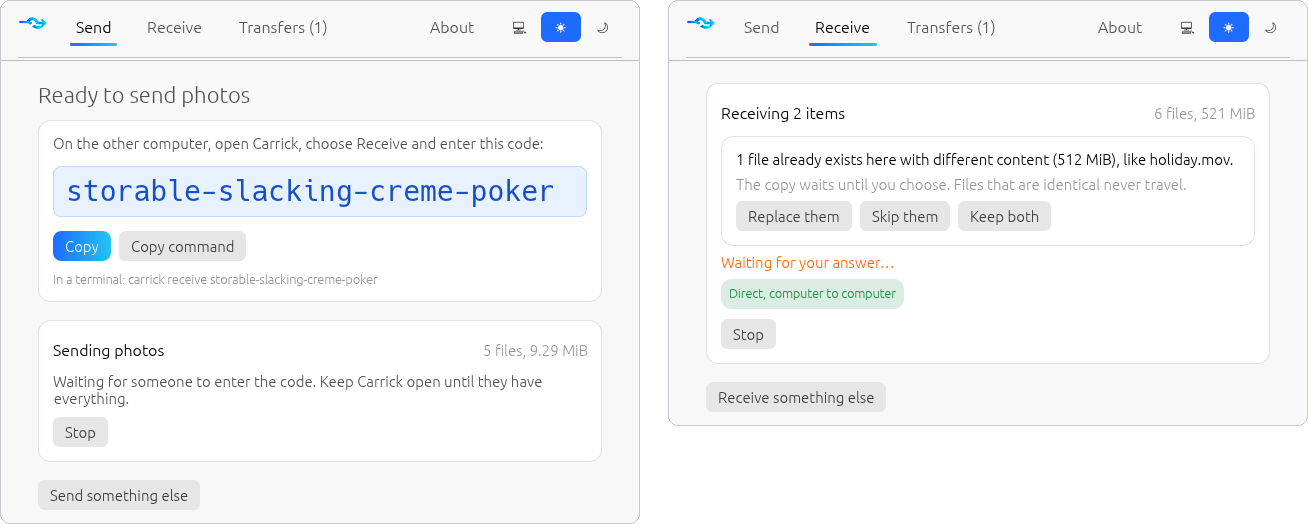 Send Receive Transfers (1) About
Ready to send photos
On the other computer, open Carrick, choose Receive and enter this code:
storable-slacking-creme-poker
Copy Copy command
In a terminal: carrick receive storable-slacking-creme-poker
Sending photos 5 files, 9.29 MiB
Waiting for someone to enter the code. Keep Carrick open until they have
everything.
Stop
Send something else
Send Receive Transfers (1) About
Receiving 2 items 6 files, 521 MiB
1 file already exists here with different content (512 MiB), like holiday.mov.
The copy waits until you choose. Files that are identical never travel.
Replace them Skip them Keep both
Waiting for your answer…
Direct, computer to computer
Stop
Receive something else